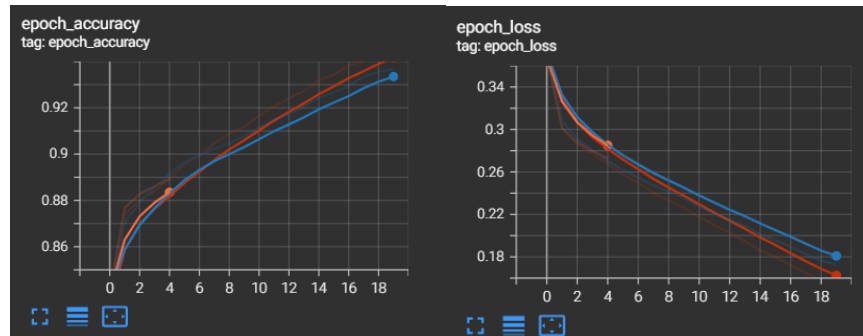 epoch_accuracy
tag: epoch_accuracy
0.92
0.9
0.88
0.86
0 2 4 6 8 10 12 14 16 18
epoch_loss
tag: epoch_loss
0.34
0.3
0.26
0.22
0.18
0 2 4 6 8 10 12 14 16 18